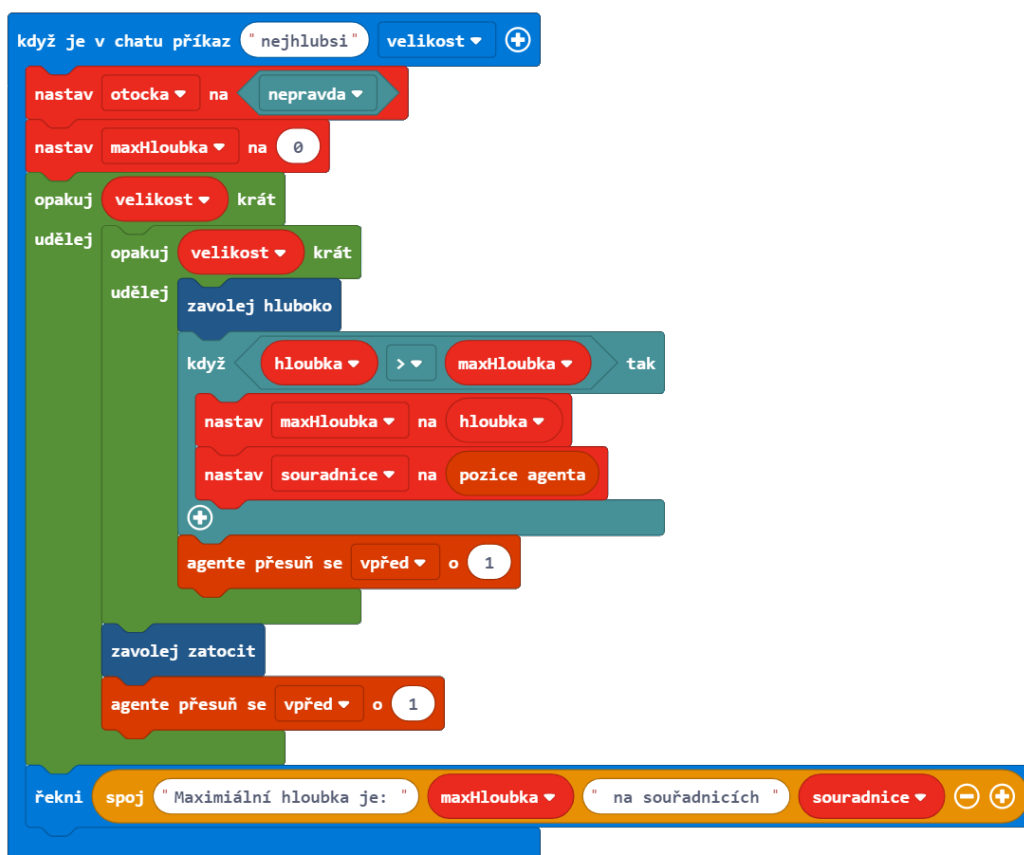 když je v chatu příkaz "nejhlubsi" velikost
nastav otocka na nepravda
nastav maxHloubka na 0
opakuj velikost krát
udělej
opakuj velikost krát
udělej
zavolej hluboko
když hloubka > maxHloubka tak
nastav maxHloubka na hloubka
nastav souradnice na pozice agenta
agente přesuň se vpřed o 1
zavolej zatocit
agente přesuň se vpřed o 1
řekni spoj "Maximiální hloubka je: " maxHloubka " na souřadnicích " souradnice